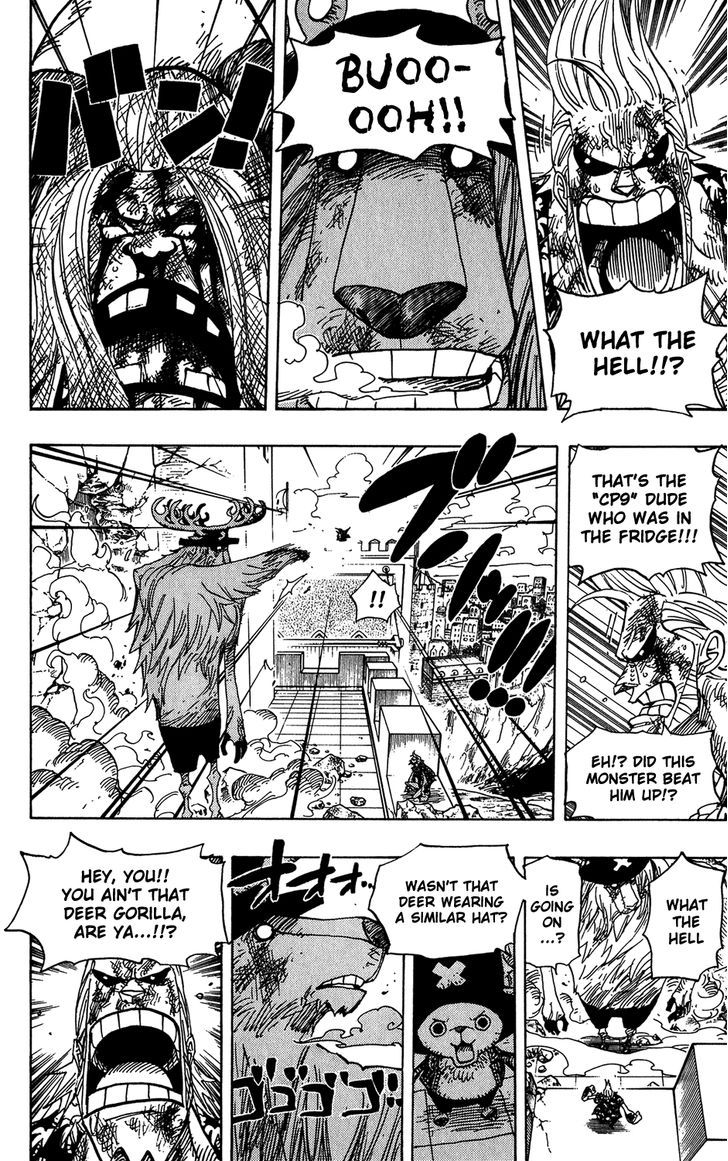 WHAT THE
HELL!!?
BUOO-
OOH!!
バン!
THAT'S THE
"CP9" DUDE
WHO WAS IN
THE FRIDGE!!!
EH!? DID THIS
MONSTER BEAT
HIM UP!?
ブン!!
!!
WHAT
THE
HELL
IS
GOING
ON
...?
WASN'T THAT
DEER WEARING
A SIMILAR HAT?
オオオ...
ゴゴゴゴ!!
HEY, YOU!!
YOU AIN'T THAT
DEER GORILLA,
ARE YA...!!?